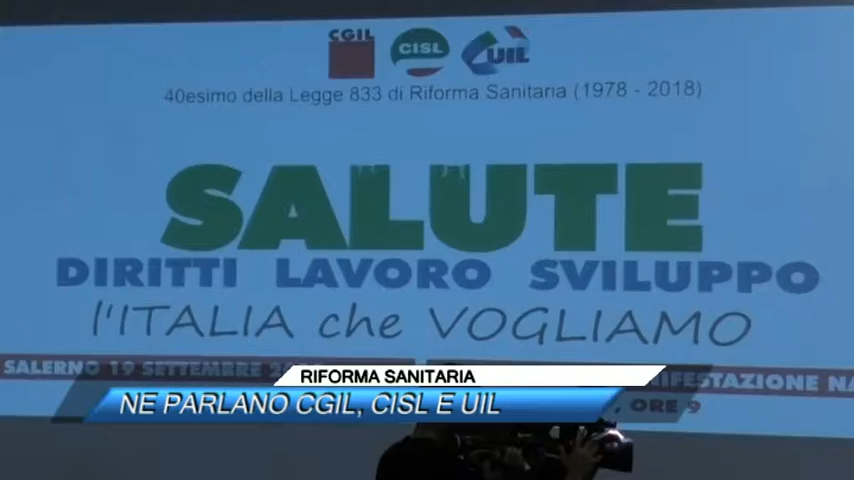 CGIL CISL UIL
40esimo della Legge 833 di Riforma Sanitaria (1978 - 2018)
SALUTE
DIRITTI LAVORO SVILUPPO
l'ITALIA che VOGLIAMO
SALERNO 19 SETTEMBRE
RIFORMA SANITARIA
NE PARLANO CGIL, CISL E UIL
, ORE 9